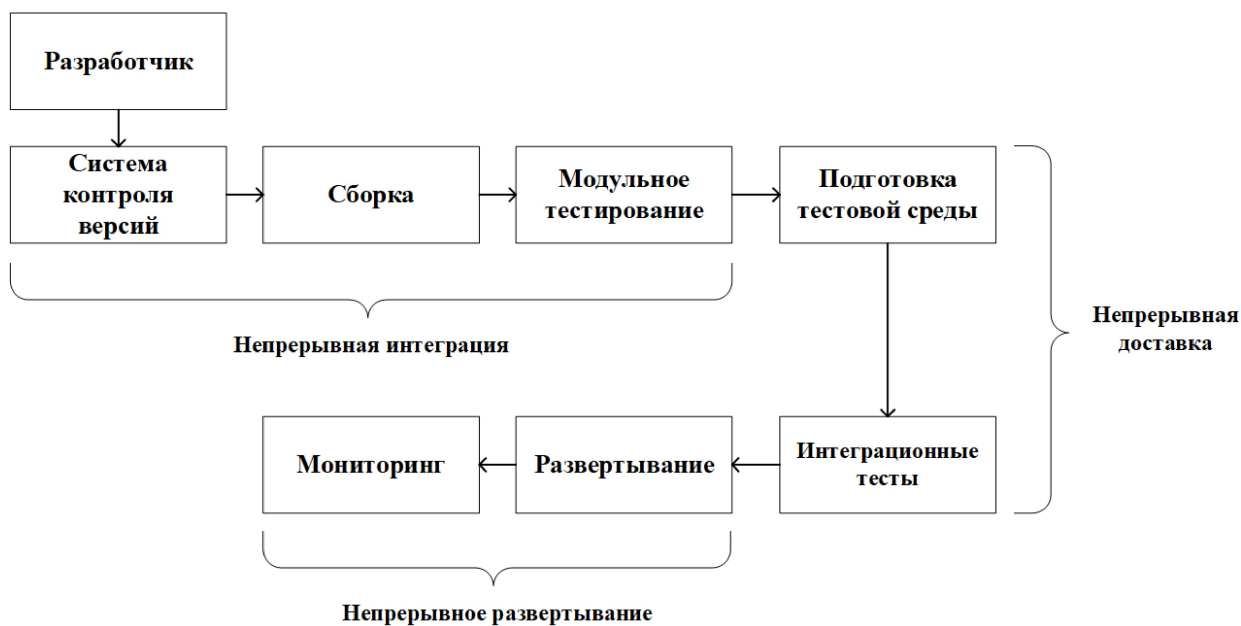 Разработчик
Система
контроля
версий
Сборка
Модульное
тестирование
Подготовка
тестовой среды
Непрерывная интеграция
Непрерывная
доставка
Мониторинг
Развертывание
Интеграционные
тесты
Непрерывное развертывание